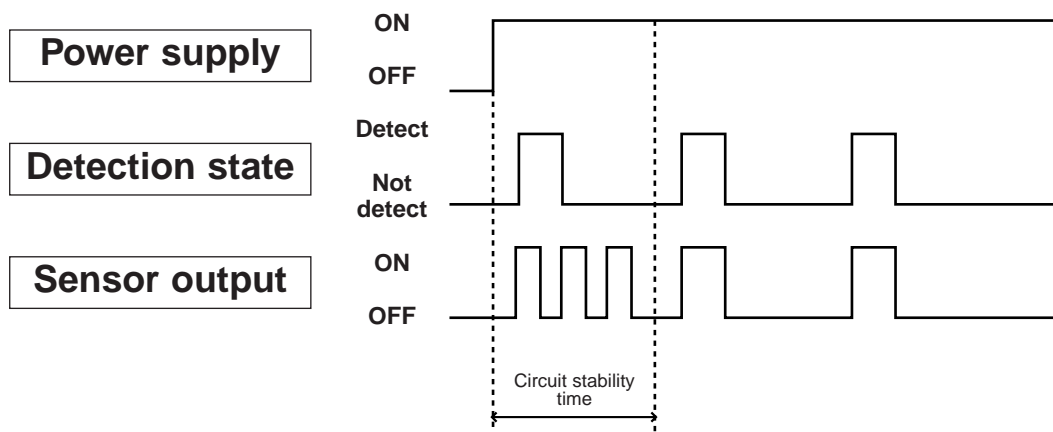 Power supply
ON
OFF
Detection state
Detect
Not
detect
Sensor output
ON
OFF
Circuit stability
time